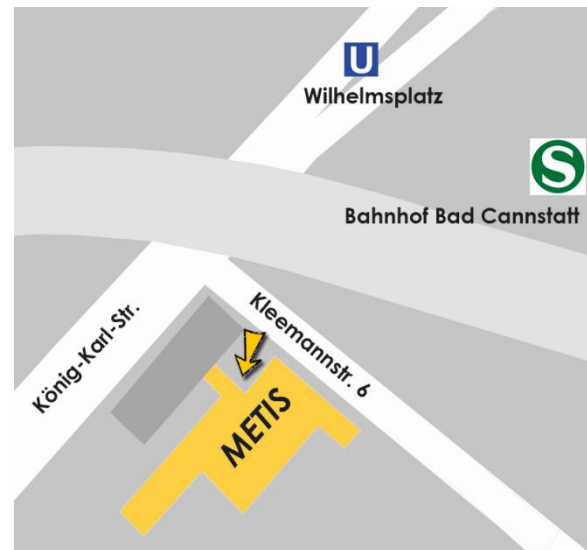 U
Wilhelmsplatz
S
Bahnhof Bad Cannstatt
König-Karl-Str.
Kleemannstr. 6
METIS